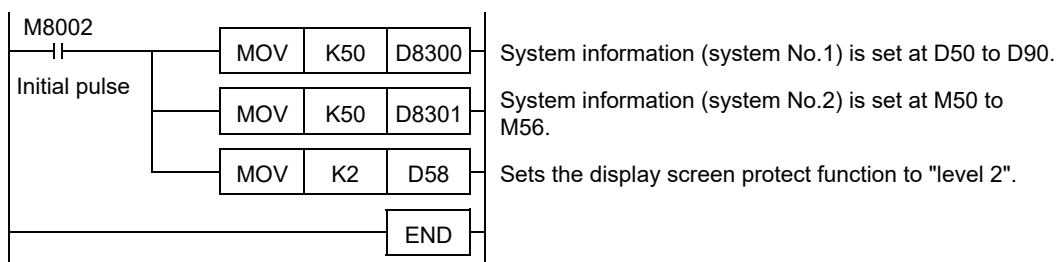 M8002
MOV K50 D8300 System information (system No.1) is set at D50 to D90.
Initial pulse
MOV K50 D8301 System information (system No.2) is set at M50 to
M56.
MOV K2 D58 Sets the display screen protect function to "level 2".
END